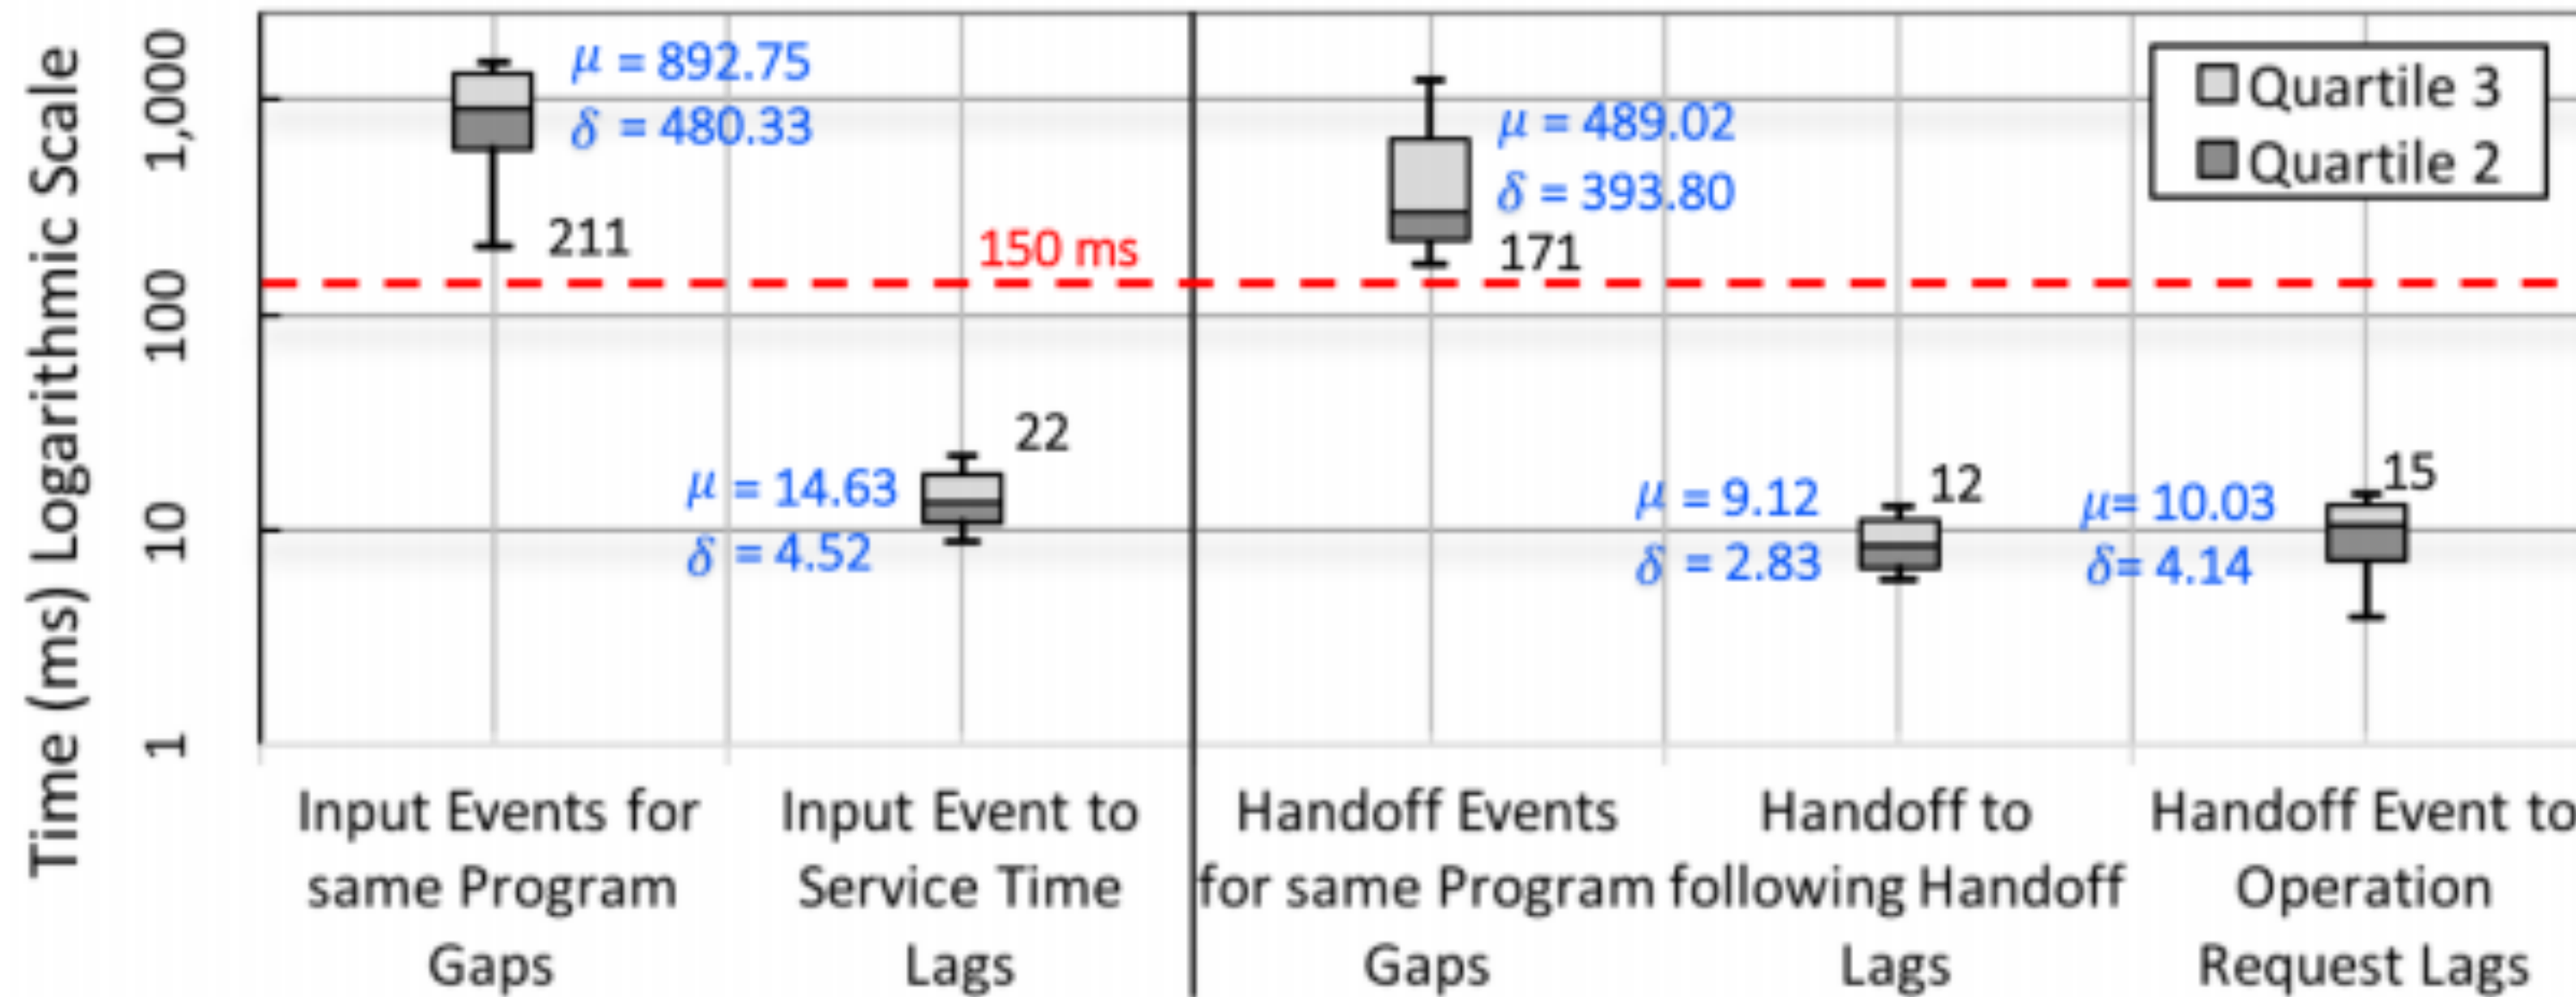 Time (ms) Logarithmic Scale
1,000
100
10
1
μ = 892.75
δ = 480.33
211
150 ms
22
μ = 14.63
δ = 4.52
μ = 489.02
δ = 393.80
171
12
μ = 9.12
δ = 2.83
15
μ= 10.03
δ= 4.14
Quartile 3
Quartile 2
Input Events for
same Program
Gaps
Input Event to
Service Time
Lags
Handoff Events
for same Program
Gaps
Handoff to
following Handoff
Lags
Handoff Event to
Operation
Request Lags